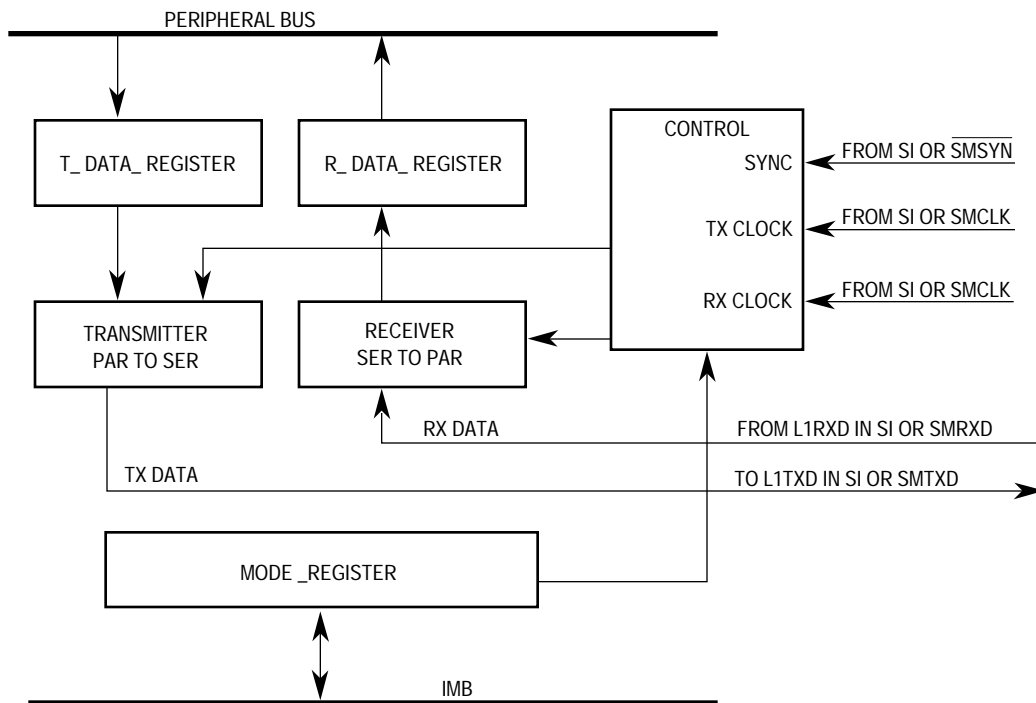 PERIPHERAL BUS
T_ DATA_ REGISTER
R_ DATA_ REGISTER
CONTROL
SYNC
FROM SI OR SMSYN
TX CLOCK
FROM SI OR SMCLK
RX CLOCK
FROM SI OR SMCLK
TRANSMITTER
PAR TO SER
RECEIVER
SER TO PAR
RX DATA
FROM L1RXD IN SI OR SMRXD
TX DATA
TO L1TXD IN SI OR SMTXD
MODE _REGISTER
IMB